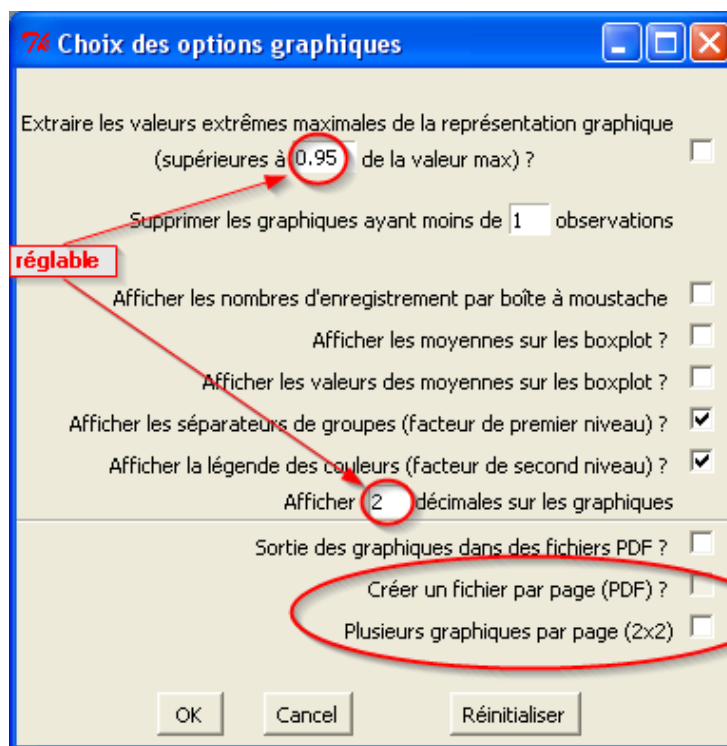 Choix des options graphiques
Extraire les valeurs extrêmes maximales de la représentation graphique
(supérieures à 0.95 de la valeur max) ?
Supprimer les graphiques ayant moins de 1 observations
réglable
Afficher les nombres d'enregistrement par boîte à moustache
Afficher les moyennes sur les boxplot ?
Afficher les valeurs des moyennes sur les boxplot ?
Afficher les séparateurs de groupes (facteur de premier niveau) ?
Afficher la légende des couleurs (facteur de second niveau) ?
Afficher 2 décimales sur les graphiques
Sortie des graphiques dans des fichiers PDF ?
Créer un fichier par page (PDF) ?
Plusieurs graphiques par page (2x2)
OK Cancel Réinitialiser